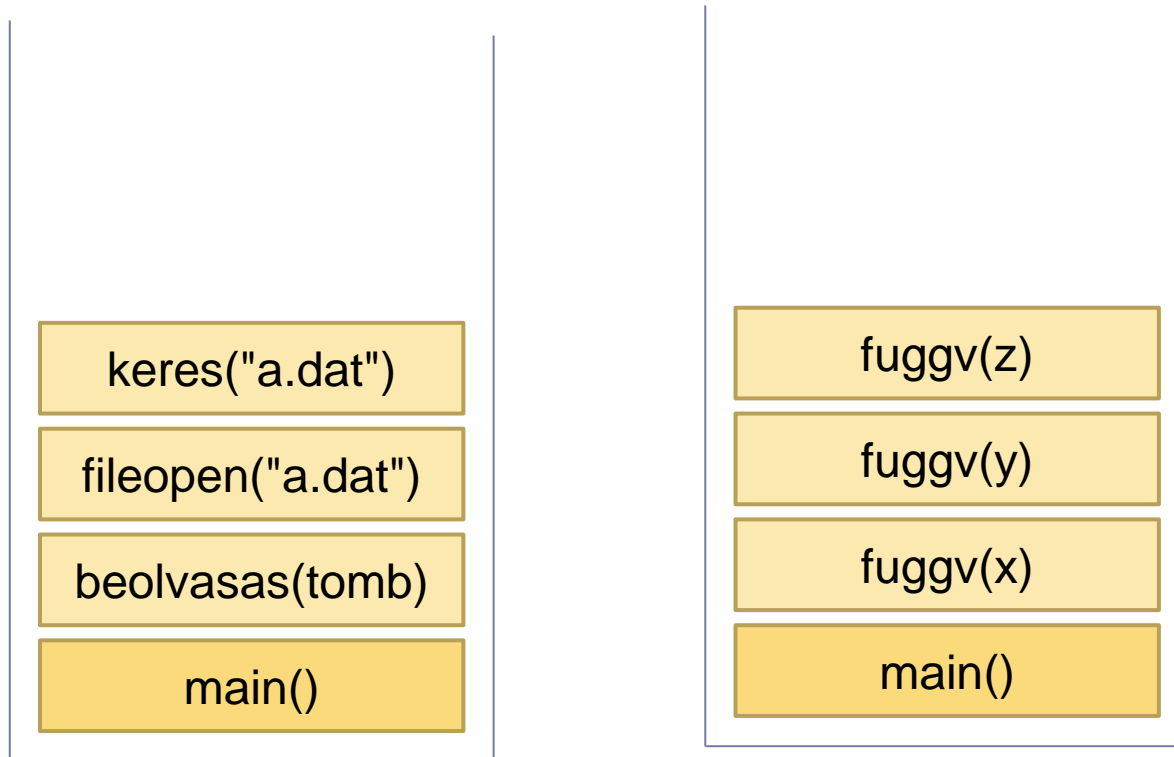 keres("a.dat")
fileopen("a.dat")
beolvasas(tomb)
main()
fuggv(z)
fuggv(y)
fuggv(x)
main()